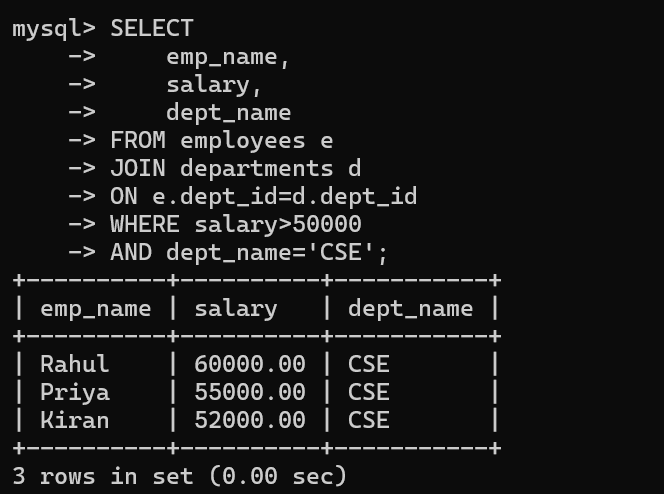 mysql> SELECT
    ->     emp_name,
    ->     salary,
    ->     dept_name
    -> FROM employees e
    -> JOIN departments d
    -> ON e.dept_id=d.dept_id
    -> WHERE salary>50000
    -> AND dept_name='CSE';
+----------+----------+-----------+
| emp_name | salary   | dept_name |
+----------+----------+-----------+
| Rahul    | 60000.00 | CSE       |
| Priya    | 55000.00 | CSE       |
| Kiran    | 52000.00 | CSE       |
+----------+----------+-----------+
3 rows in set (0.00 sec)